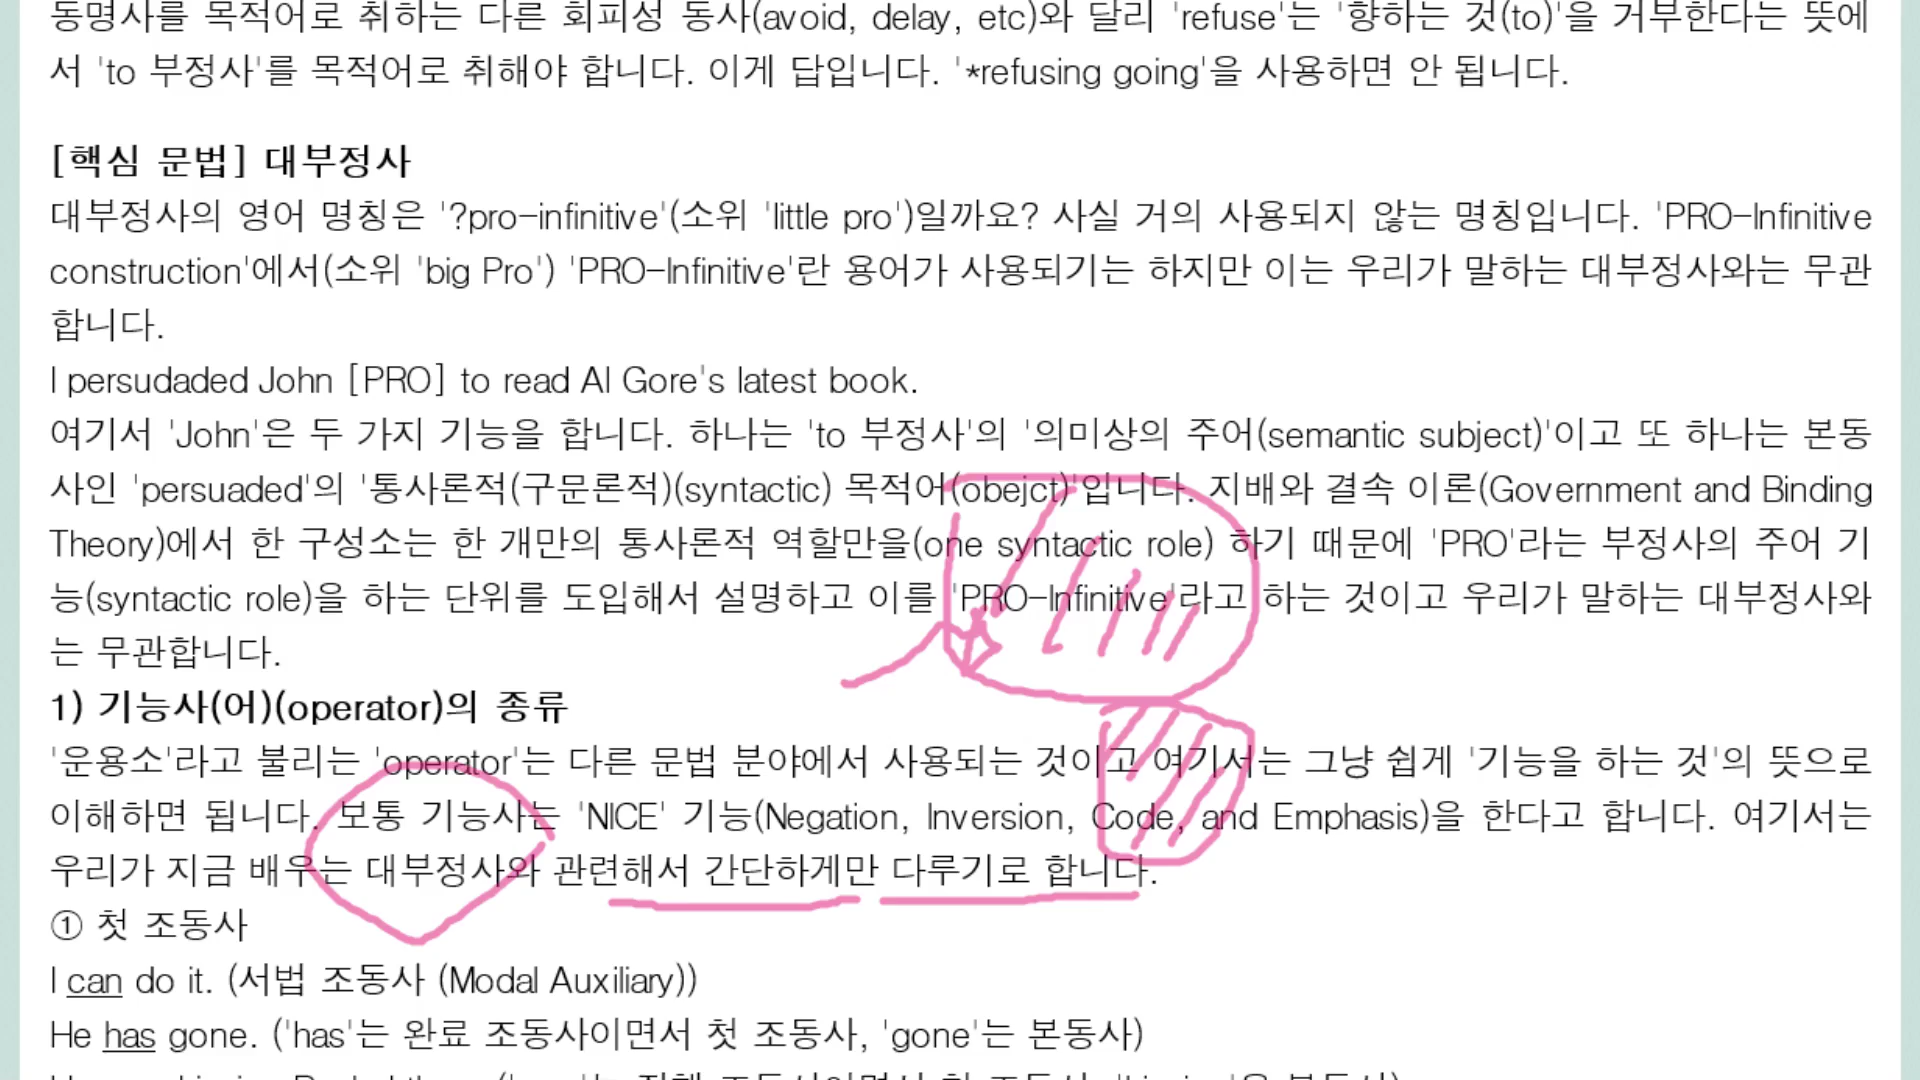 동명사를 목적어로 취하는 다른 회피성 동사(avoid, delay, etc)와 달리 'refuse'는 '향하는 것(to)'을 거부한다는 뜻에
서 'to 부정사'를 목적어로 취해야 합니다. 이게 답입니다. '*refusing going'을 사용하면 안 됩니다.
[핵심 문법] 대부정사
대부정사의 영어 명칭은 '?pro-infinitive'(소위 'little pro')일까요? 사실 거의 사용되지 않는 명칭입니다. 'PRO-Infinitive
construction'에서(소위 'big Pro') 'PRO-Infinitive'란 용어가 사용되기는 하지만 이는 우리가 말하는 대부정사와는 무관
합니다.
I persudaded John [PRO] to read Al Gore's latest book.
여기서 'John'은 두 가지 기능을 합니다. 하나는 'to 부정사'의 '의미상의 주어(semantic subject)'이고 또 하나는 본동
사인 'persuaded'의 '통사론적(구문론적)(syntactic) 목적어(obejct)'입니다. 지배와 결속 이론(Government and Binding
Theory)에서 한 구성소는 한 개만의 통사론적 역할만을(one syntactic role) 하기 때문에 'PRO'라는 부정사의 주어 기
능(syntactic role)을 하는 단위를 도입해서 설명하고 이를 'PRO-Infinitive'라고 하는 것이고 우리가 말하는 대부정사와
는 무관합니다.
1) 기능사(어)(operator)의 종류
'운용소'라고 불리는 'operator'는 다른 문법 분야에서 사용되는 것이고 여기서는 그냥 쉽게 '기능을 하는 것'의 뜻으로
이해하면 됩니다. 보통 기능사는 'NICE' 기능(Negation, Inversion, Code, and Emphasis)을 한다고 합니다. 여기서는
우리가 지금 배우는 대부정사와 관련해서 간단하게만 다루기로 합니다.
① 첫 조동사
I can do it. (서법 조동사 (Modal Auxiliary))
He has gone. ('has'는 완료 조동사이면서 첫 조동사, 'gone'는 본동사)